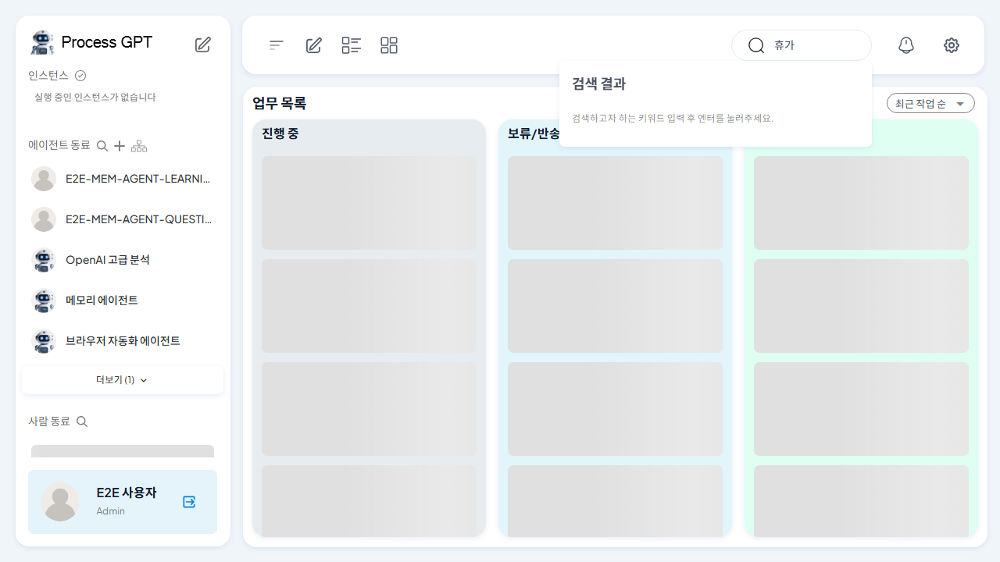 Process GPT
인스턴스
실행 중인 인스턴스가 없습니다
에이전트 동료
E2E-MEM-AGENT-LEARNI...
E2E-MEM-AGENT-QUESTI...
OpenAI 고급 분석
메모리 에이전트
브라우저 자동화 에이전트
더보기 (1)
사람 동료
E2E 사용자
Admin
휴가
검색 결과
검색하고자 하는 키워드 입력 후 엔터를 눌러주세요.
업무 목록
최근 작업 순
진행 중
보류/반송